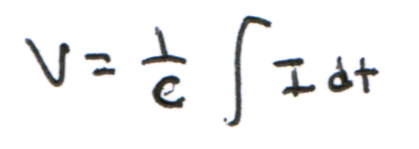 V = 1/C ∫ I dt